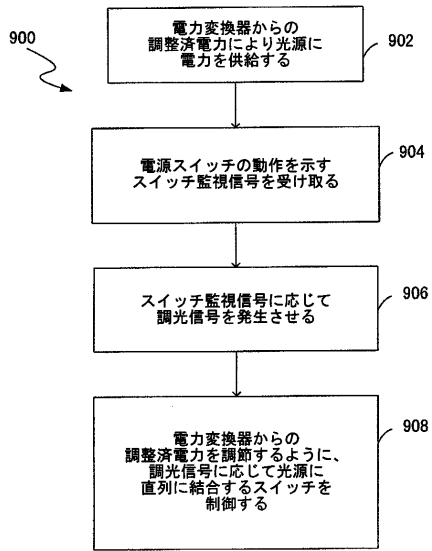 900
電力変換器からの
調整済電力により光源に
電力を供給する
902
電源スイッチの動作を示す
スイッチ監視信号を受け取る
904
スイッチ監視信号に応じて
調光信号を発生させる
906
電力変換器からの
調整済電力を調節するように、
調光信号に応じて光源に
直列に結合するスイッチを
制御する
908